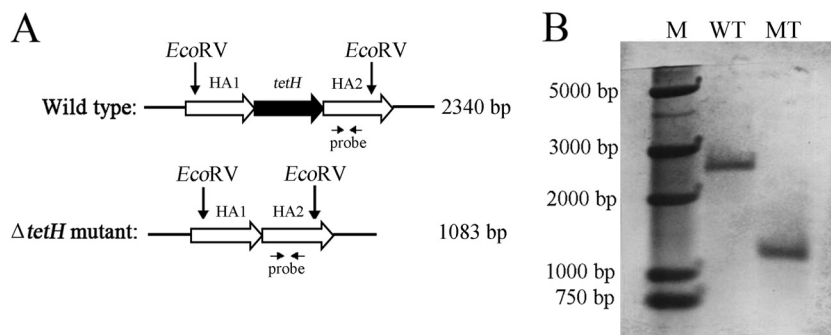 A
EcoRV EcoRV
HA1 tetH HA2
Wild type: 2340 bp
probe
EcoRV EcoRV
HA1 HA2
ΔtetH mutant: 1083 bp
probe
B
M WT MT
5000 bp
3000 bp
2000 bp
1000 bp
750 bp